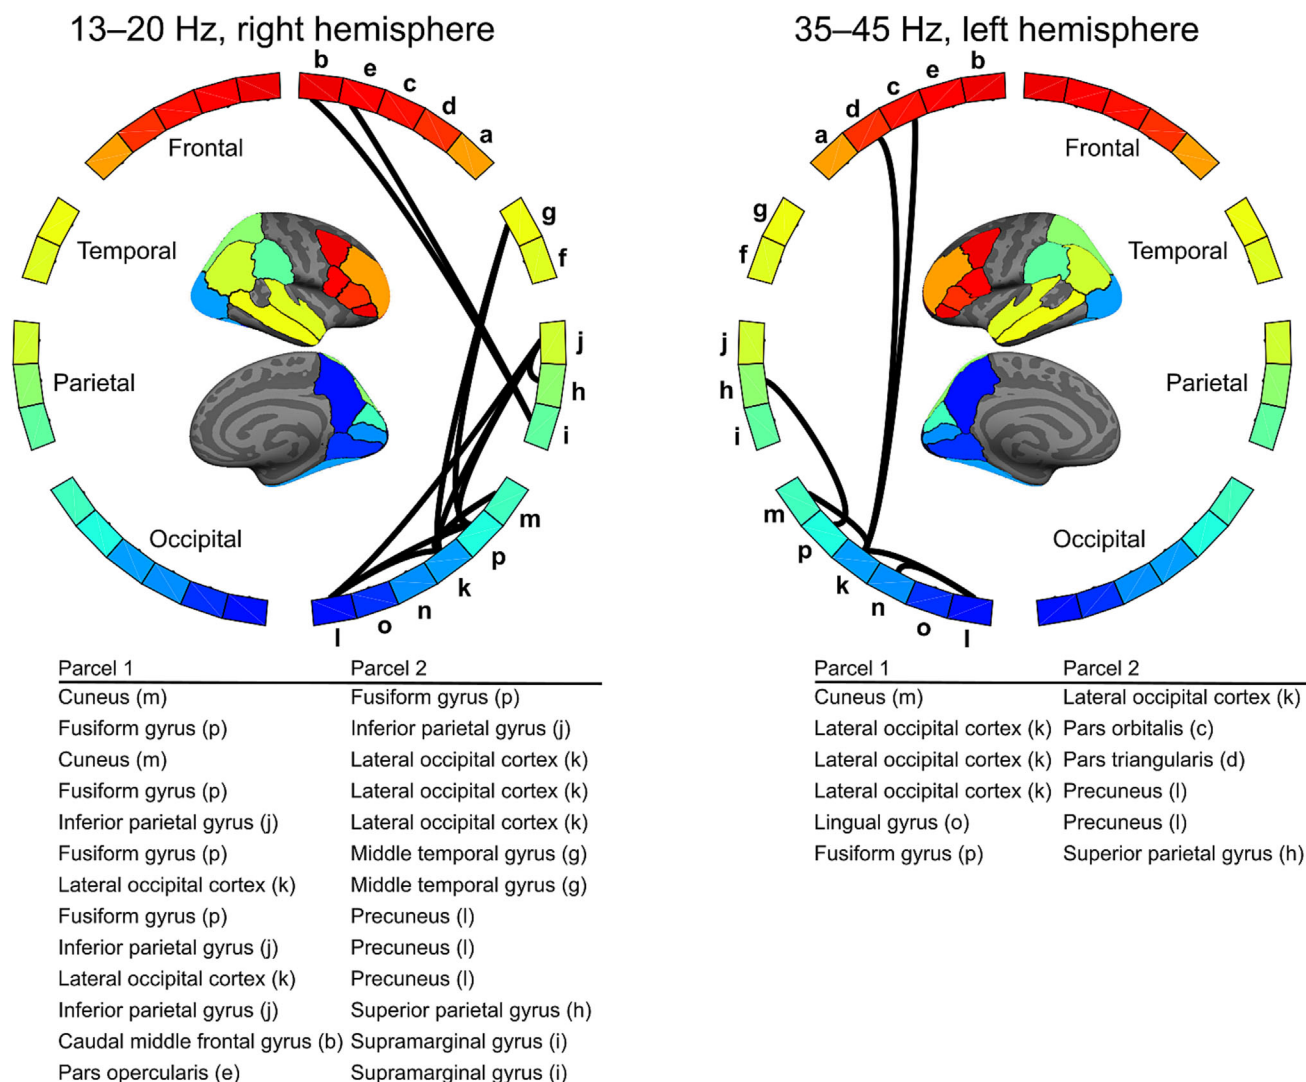 13–20 Hz, right hemisphere
b
e
c
d
a
Frontal
g
f
Temporal
j
h
i
Parietal
m
p
k
n
o
l
Occipital
Parcel 1 Parcel 2
Cuneus (m) Fusiform gyrus (p)
Fusiform gyrus (p) Inferior parietal gyrus (j)
Cuneus (m) Lateral occipital cortex (k)
Fusiform gyrus (p) Lateral occipital cortex (k)
Inferior parietal gyrus (j) Lateral occipital cortex (k)
Fusiform gyrus (p) Middle temporal gyrus (g)
Lateral occipital cortex (k) Middle temporal gyrus (g)
Fusiform gyrus (p) Precuneus (l)
Inferior parietal gyrus (j) Precuneus (l)
Lateral occipital cortex (k) Precuneus (l)
Inferior parietal gyrus (j) Superior parietal gyrus (h)
Caudal middle frontal gyrus (b) Supramarginal gyrus (i)
Pars opercularis (e) Supramarginal gyrus (i)
35–45 Hz, left hemisphere
b
e
c
d
a
Frontal
g
f
Temporal
j
h
i
Parietal
m
p
k
n
o
l
Occipital
Parcel 1 Parcel 2
Cuneus (m) Lateral occipital cortex (k)
Lateral occipital cortex (k) Pars orbitalis (c)
Lateral occipital cortex (k) Pars triangularis (d)
Lateral occipital cortex (k) Precuneus (l)
Lingual gyrus (o) Precuneus (l)
Fusiform gyrus (p) Superior parietal gyrus (h)